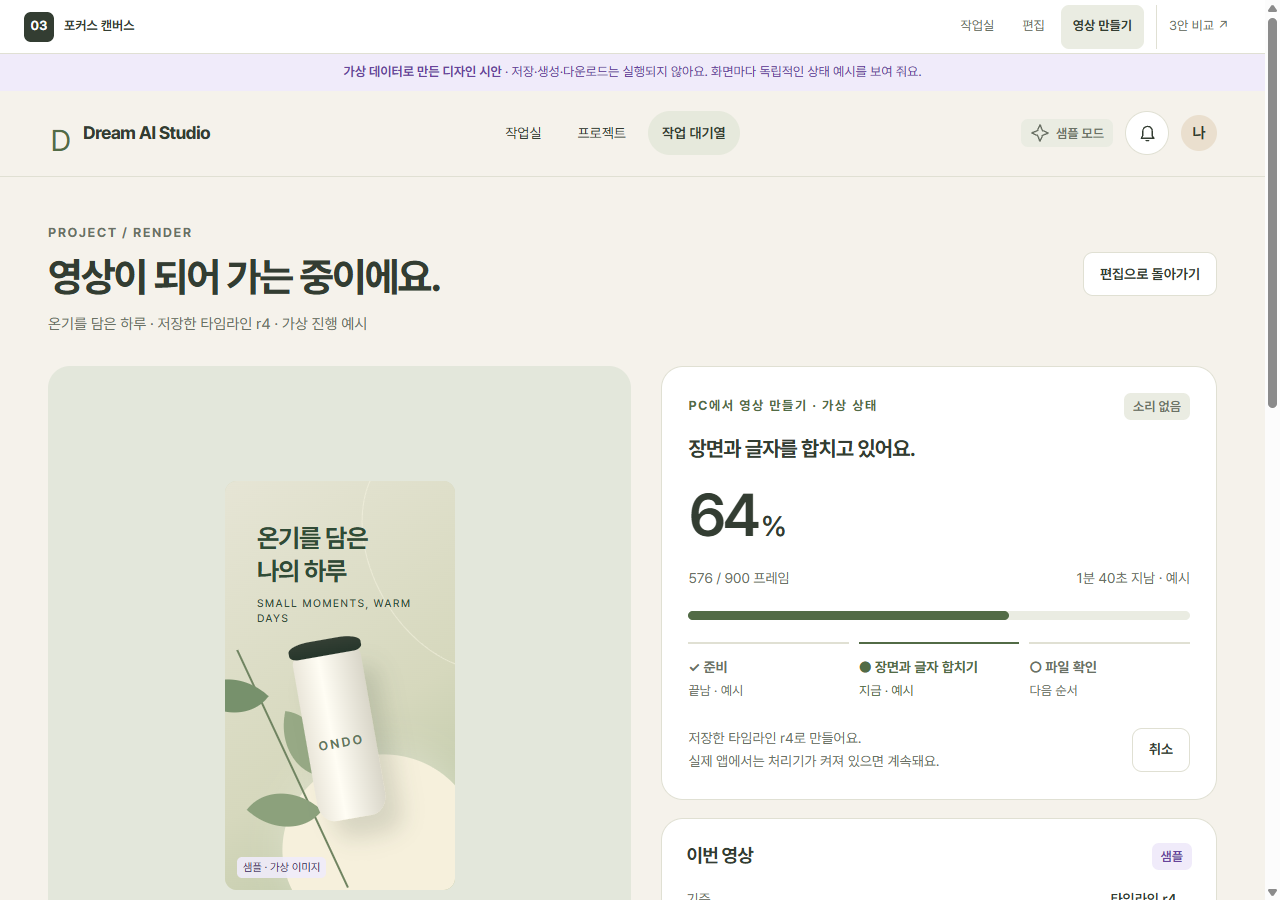 03 포커스 캔버스 작업실 편집 영상 만들기 3안 비교 ↗
가상 데이터로 만든 디자인 시안 · 저장·생성·다운로드는 실행되지 않아요. 화면마다 독립적인 상태 예시를 보여 줘요.
D Dream AI Studio 작업실 프로젝트 작업 대기열 샘플 모드 나
PROJECT / RENDER
영상이 되어 가는 중이에요.
편집으로 돌아가기
온기를 담은 하루 · 저장한 타임라인 r4 · 가상 진행 예시
온기를 담은
나의 하루
SMALL MOMENTS, WARM
DAYS
ONDO
샘플 · 가상 이미지
PC에서 영상 만들기 · 가상 상태 소리 없음
장면과 글자를 합치고 있어요.
64%
576 / 900 프레임 1분 40초 지남 · 예시
✓ 준비 ● 장면과 글자 합치기 ○ 파일 확인
끝남 · 예시 지금 · 예시 다음 순서
저장한 타임라인 r4로 만들어요.
실제 앱에서는 처리기가 켜져 있으면 계속돼요.
취소
이번 영상 샘플
기준 타임라인 r4